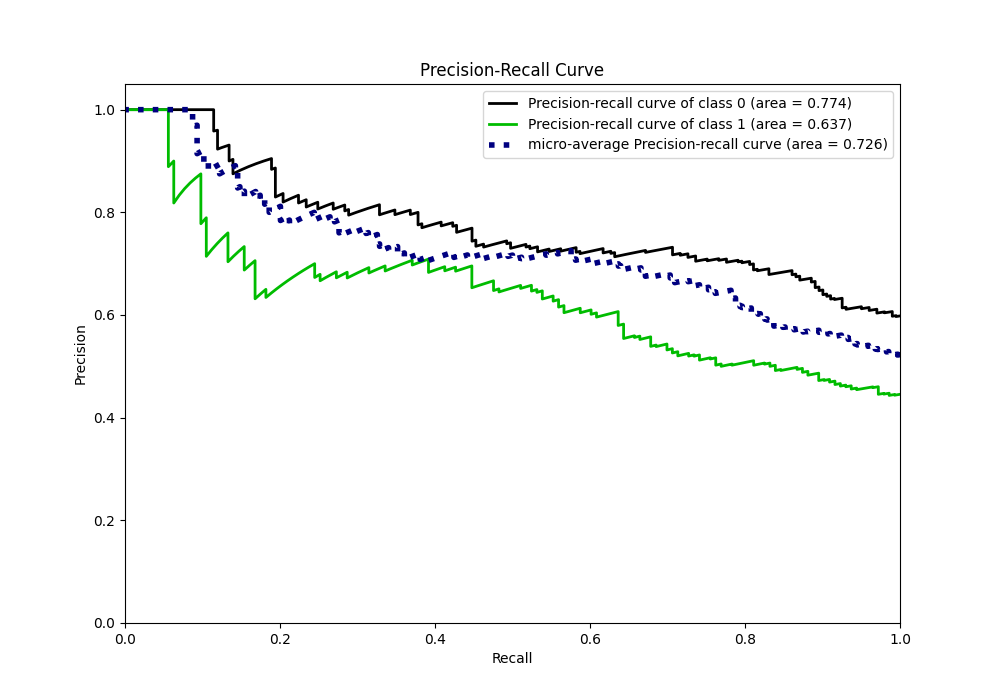 Precision-Recall Curve
Precision-recall curve of class 0 (area = 0.774)
Precision-recall curve of class 1 (area = 0.637)
micro-average Precision-recall curve (area = 0.726)
1.0
0.8
0.6
0.4
0.2
0.0
Precision
0.0 0.2 0.4 0.6 0.8 1.0
Recall